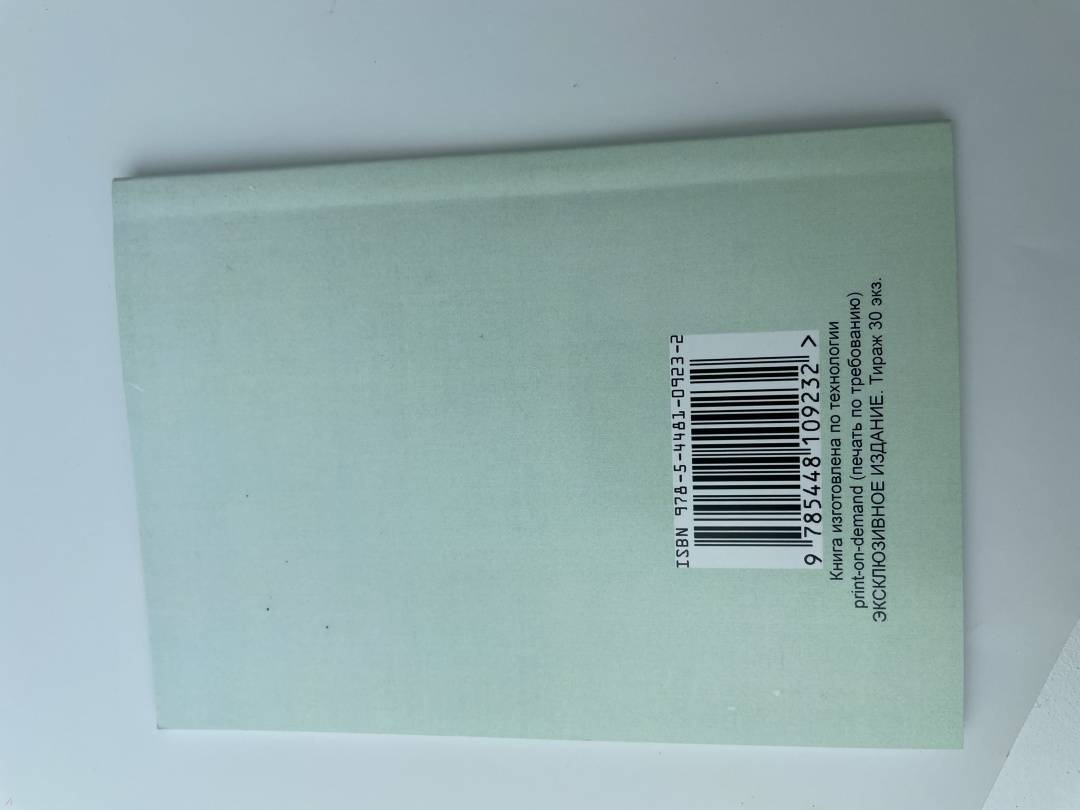 ISBN 978-5-4481-0923-2
9 785448 109232 >
Книга изготовлена по технологии
print-on-demand (печать по требованию)
ЭКСКЛЮЗИВНОЕ ИЗДАНИЕ. Тираж 30 экз.